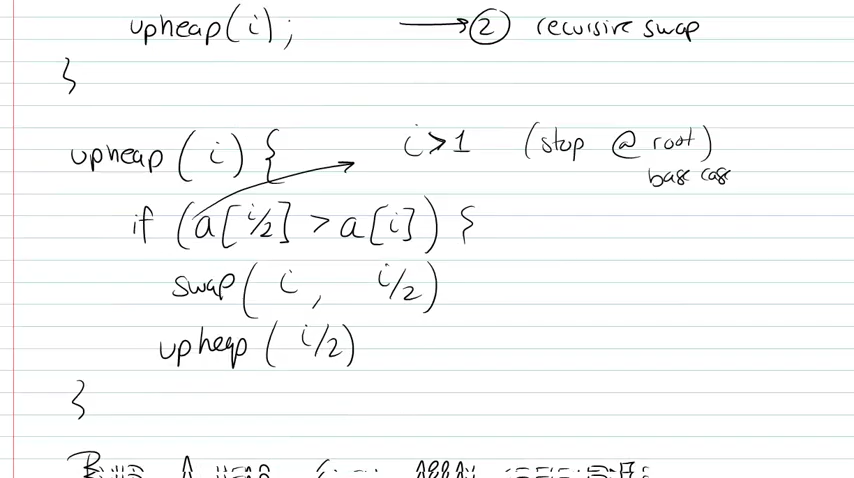 upheap(i); → ② recursive swap
}
upheap(i) { i>1 (stop @ root)
base case
if (a[i/2] > a[i]) {
swap(i, i/2)
upheap(i/2)
}